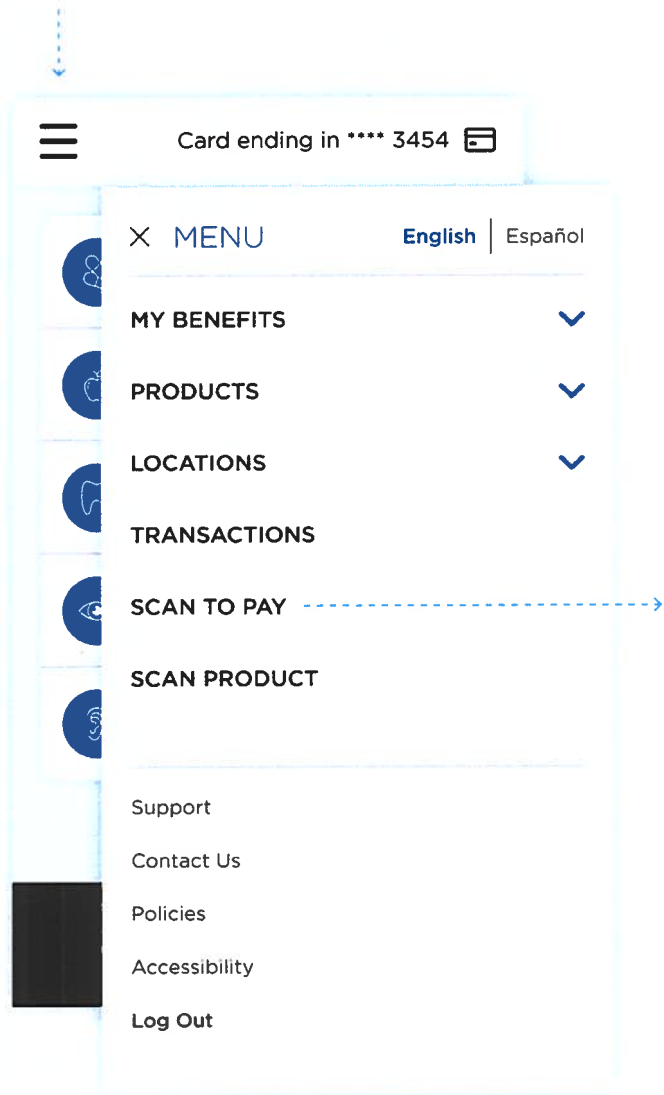 Card ending in **** 3454
MENU
English | Español
MY BENEFITS
PRODUCTS
LOCATIONS
TRANSACTIONS
SCAN TO PAY
SCAN PRODUCT
Support
Contact Us
Policies
Accessibility
Log Out